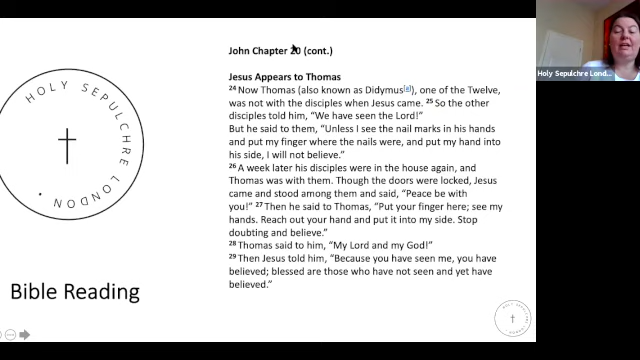 John Chapter 20 (cont.)
Jesus Appears to Thomas
24 Now Thomas (also known as Didymus[a]), one of the Twelve,
was not with the disciples when Jesus came. 25 So the other
disciples told him, “We have seen the Lord!”
But he said to them, “Unless I see the nail marks in his hands
and put my finger where the nails were, and put my hand into
his side, I will not believe.”
26 A week later his disciples were in the house again, and
Thomas was with them. Though the doors were locked, Jesus
came and stood among them and said, “Peace be with
you!” 27 Then he said to Thomas, “Put your finger here; see my
hands. Reach out your hand and put it into my side. Stop
doubting and believe.”
28 Thomas said to him, “My Lord and my God!”
29 Then Jesus told him, “Because you have seen me, you have
believed; blessed are those who have not seen and yet have
believed.”
HOLY SEPULCHRE LONDON
Bible Reading
Holy Sepulchre Lond...